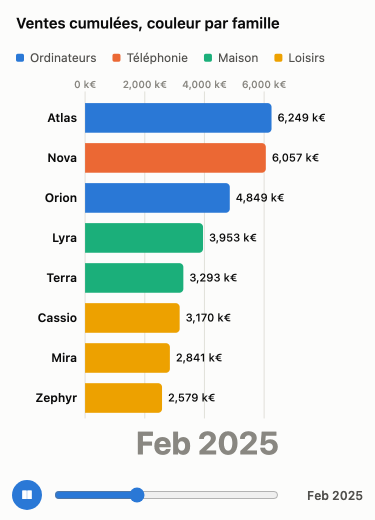 Ventes cumulées, couleur par famille
Ordinateurs Téléphonie Maison Loisirs
0 k€ 2,000 k€ 4,000 k€ 6,000 k€
Atlas 6,249 k€
Nova 6,057 k€
Orion 4,849 k€
Lyra 3,953 k€
Terra 3,293 k€
Cassio 3,170 k€
Mira 2,841 k€
Zephyr 2,579 k€
Feb 2025
Feb 2025